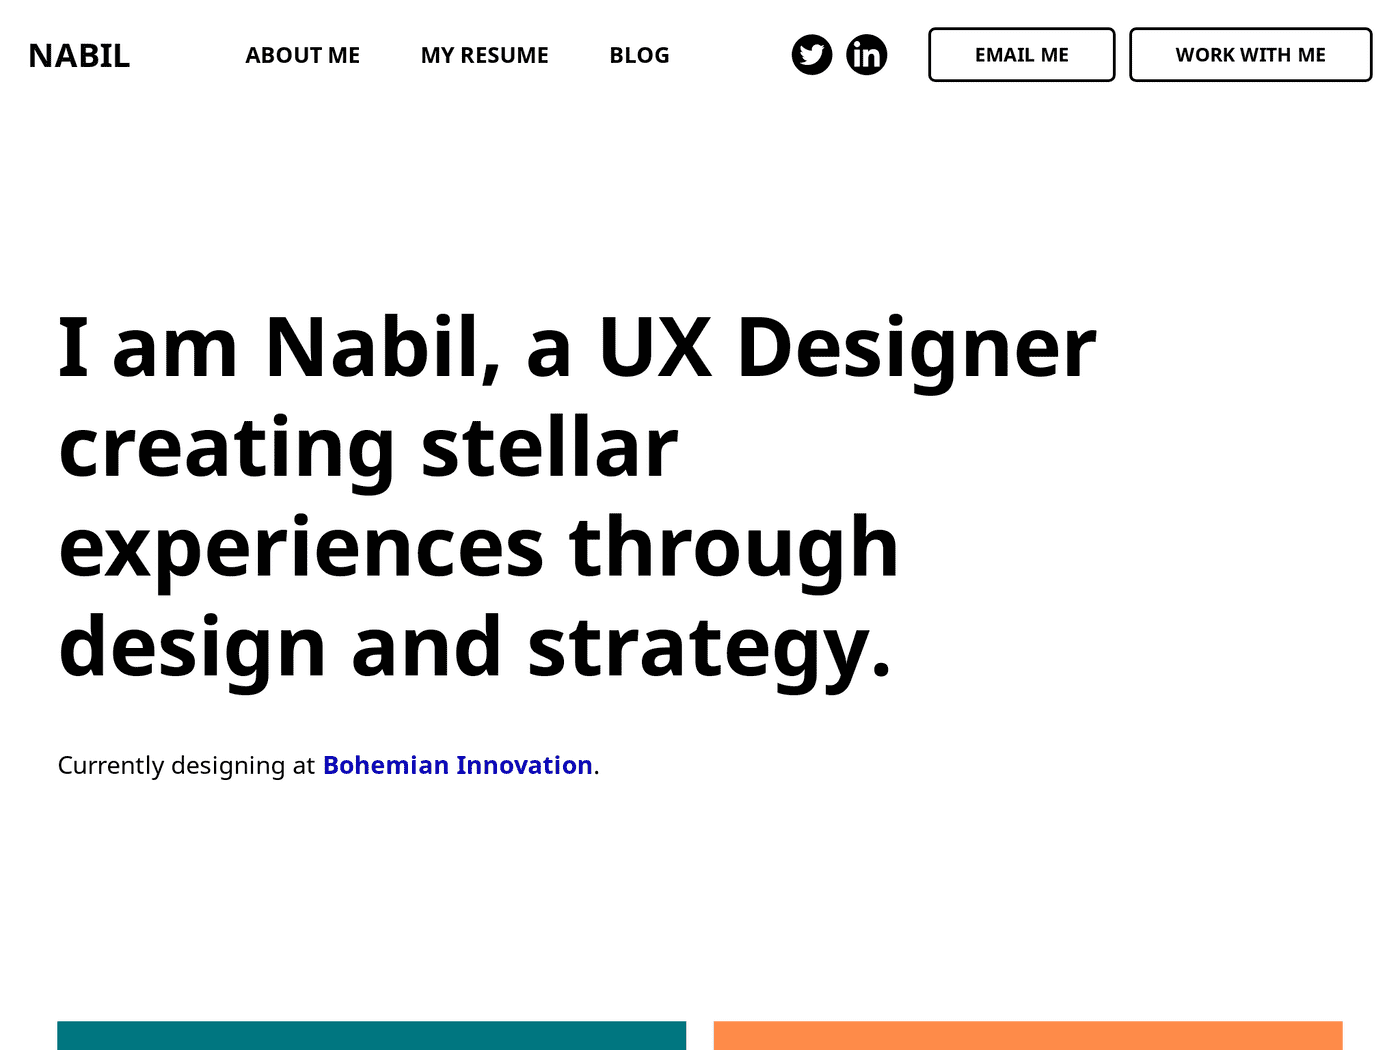 NABIL
ABOUT ME
MY RESUME
BLOG
in
EMAIL ME
WORK WITH ME
I am Nabil, a UX Designer
creating stellar
experiences through
design and strategy.
Currently designing at Bohemian Innovation.